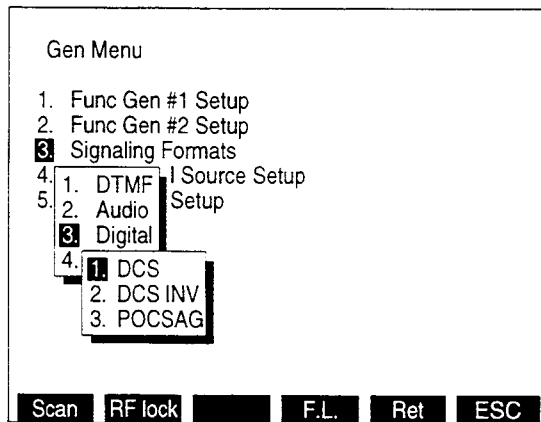 Gen Menu
1. Func Gen #1 Setup
2. Func Gen #2 Setup
3. Signaling Formats
4. l Source Setup
5. Setup
1. DTMF
2. Audio
3. Digital
4.
1. DCS
2. DCS INV
3. POCSAG
Scan RF lock F.L. Ret ESC